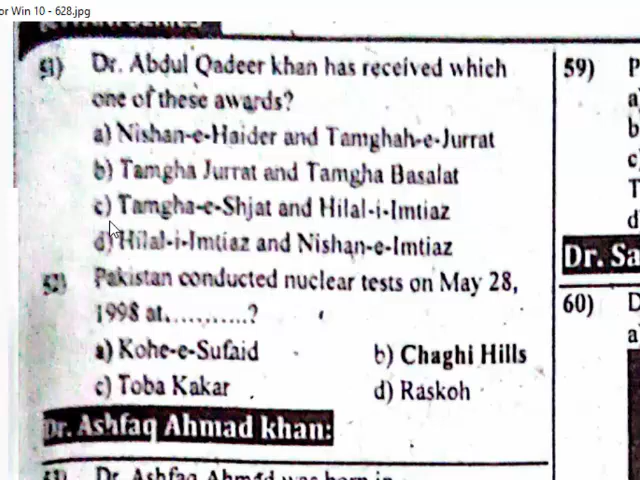 or Win 10 - 628.jpg
51) Dr. Abdul Qadeer khan has received which
one of these awards?
a) Nishan-e-Haider and Tamghah-e-Jurrat
b) Tamgha Jurrat and Tamgha Basalat
c) Tamgha-e-Shjat and Hilal-i-Imtiaz
d) Hilal-i-Imtiaz and Nishan-e-Imtiaz
52) Pakistan conducted nuclear tests on May 28,
1998 at...........?
a) Kohe-e-Sufaid b) Chaghi Hills
c) Toba Kakar d) Raskoh
Dr. Ashfaq Ahmad khan:
53) Dr. Ashfaq Ahmad was born in
59) P
a)
b
c)
T
d
Dr. Sa
60) D
a